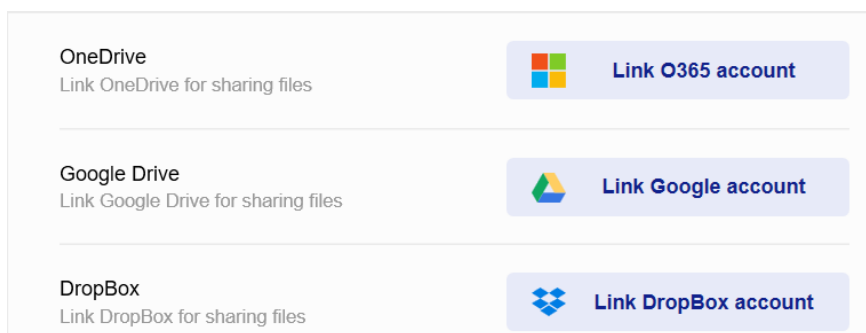 OneDrive
Link O365 account
Link OneDrive for sharing files
Google Drive
Link Google account
Link Google Drive for sharing files
DropBox
Link DropBox account
Link DropBox for sharing files